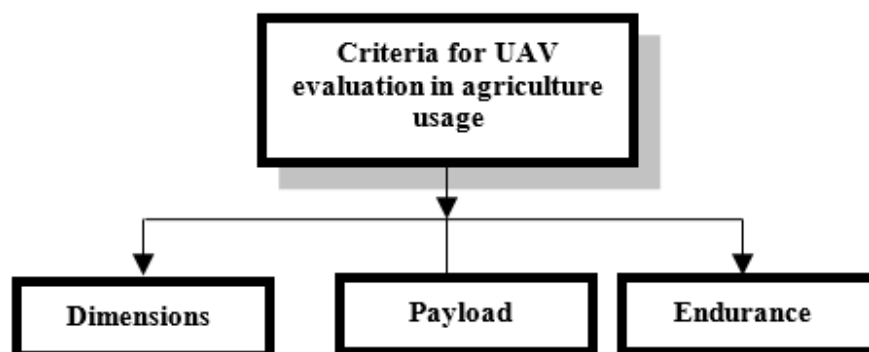 Criteria for UAV
evaluation in agriculture
usage
Dimensions
Payload
Endurance